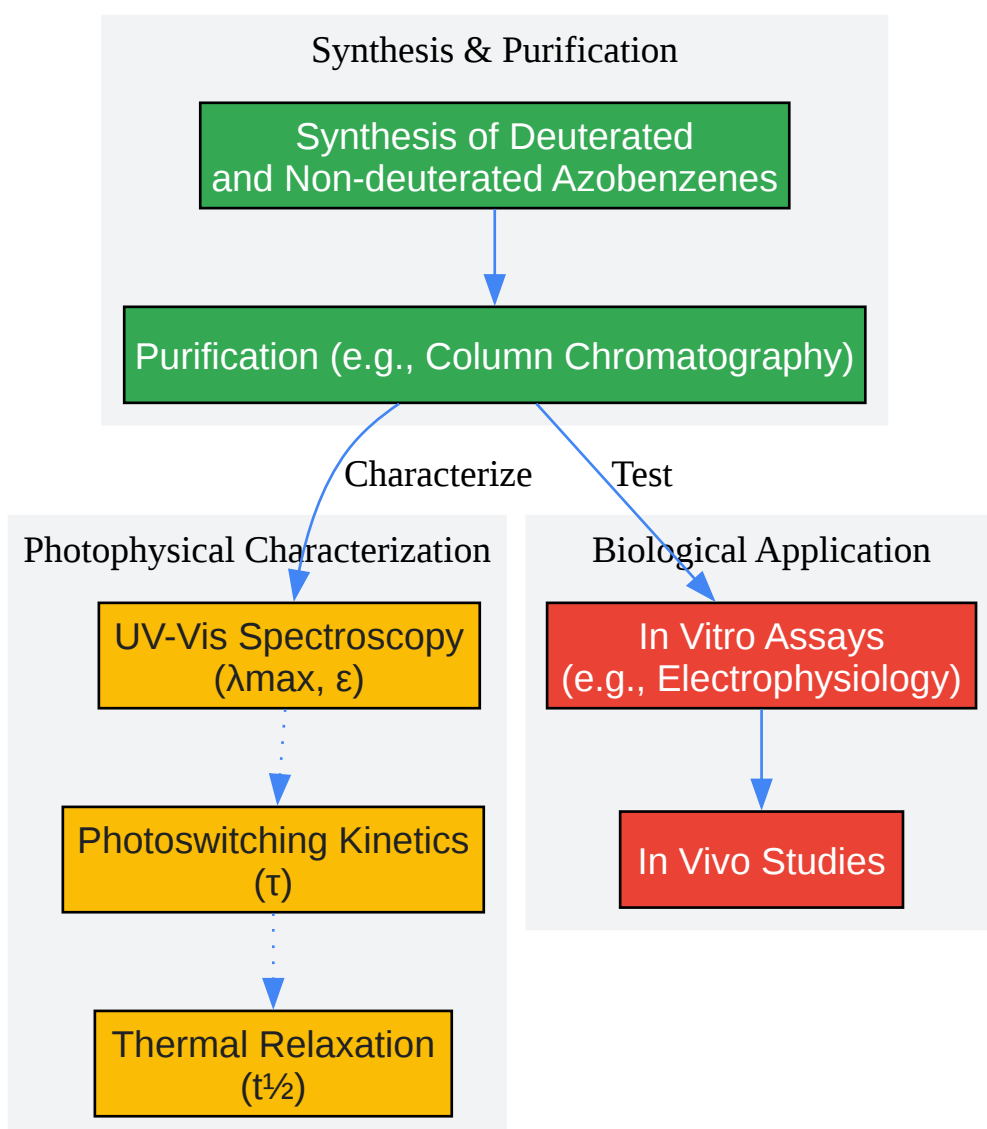 Synthesis & Purification
Synthesis of Deuterated
and Non-deuterated Azobenzenes
Purification (e.g., Column Chromatography)
Characterize
Test
Photophysical Characterization
UV-Vis Spectroscopy
(λmax, ε)
Photoswitching Kinetics
(τ)
Thermal Relaxation
(t½)
Biological Application
In Vitro Assays
(e.g., Electrophysiology)
In Vivo Studies